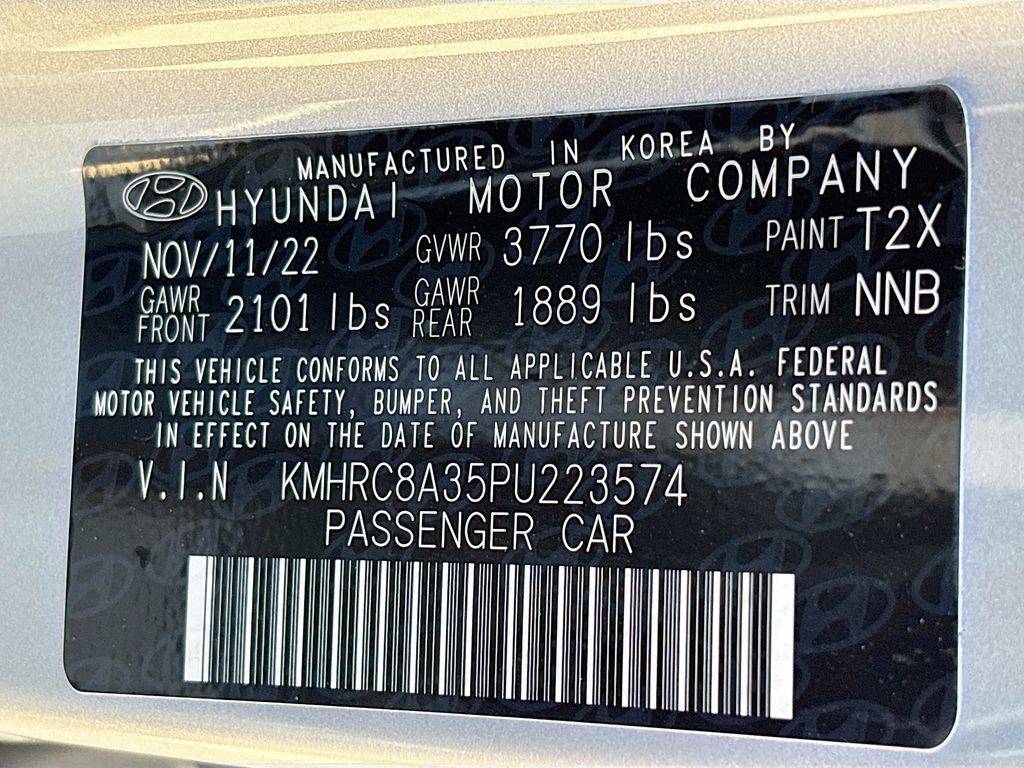 MANUFACTURED IN KOREA BY
HYUNDAI MOTOR COMPANY
NOV/11/22 GVWR 3770 lbs PAINT T2X
GAWR FRONT 2101 lbs GAWR REAR 1889 lbs TRIM NNB
THIS VEHICLE CONFORMS TO ALL APPLICABLE U.S.A. FEDERAL
MOTOR VEHICLE SAFETY, BUMPER, AND THEFT PREVENTION STANDARDS
IN EFFECT ON THE DATE OF MANUFACTURE SHOWN ABOVE
V.I.N KMHRC8A35PU223574
PASSENGER CAR